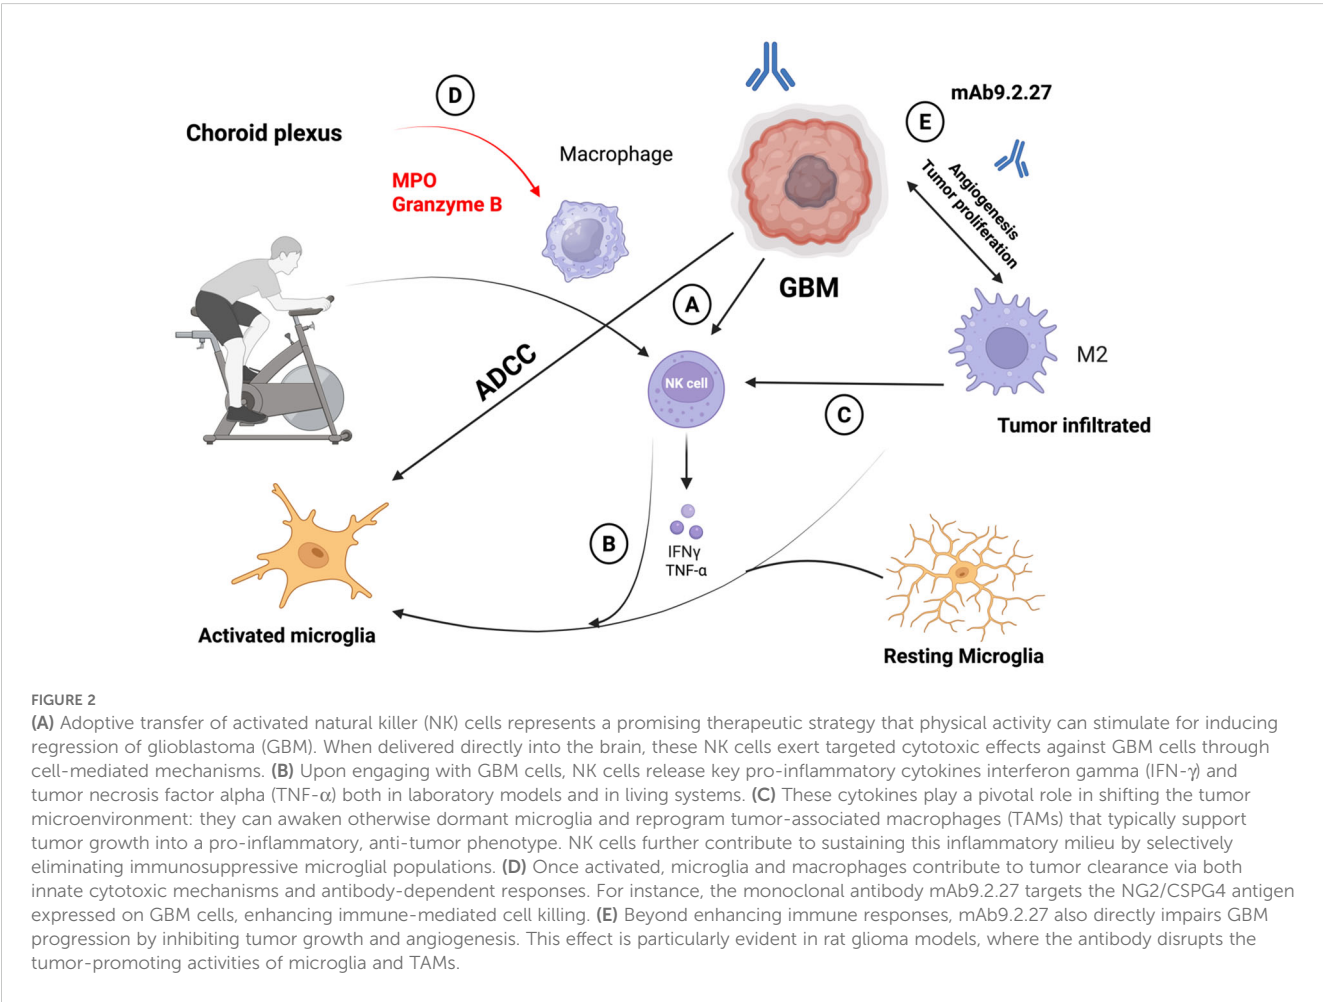 D
mAb9.2.27
E
Choroid plexus
Macrophage
MPO
Granzyme B
Angiogenesis
Tumor proliferation
GBM
A
ADCC
NK cell
M2
C
Tumor infiltrated
B
IFNγ
TNF-α
Activated microglia
Resting Microglia
FIGURE 2
(A) Adoptive transfer of activated natural killer (NK) cells represents a promising therapeutic strategy that physical activity can stimulate for inducing
regression of glioblastoma (GBM). When delivered directly into the brain, these NK cells exert targeted cytotoxic effects against GBM cells through
cell-mediated mechanisms. (B) Upon engaging with GBM cells, NK cells release key pro-inflammatory cytokines interferon gamma (IFN-γ) and
tumor necrosis factor alpha (TNF-α) both in laboratory models and in living systems. (C) These cytokines play a pivotal role in shifting the tumor
microenvironment: they can awaken otherwise dormant microglia and reprogram tumor-associated macrophages (TAMs) that typically support
tumor growth into a pro-inflammatory, anti-tumor phenotype. NK cells further contribute to sustaining this inflammatory milieu by selectively
eliminating immunosuppressive microglial populations. (D) Once activated, microglia and macrophages contribute to tumor clearance via both
innate cytotoxic mechanisms and antibody-dependent responses. For instance, the monoclonal antibody mAb9.2.27 targets the NG2/CSPG4 antigen
expressed on GBM cells, enhancing immune-mediated cell killing. (E) Beyond enhancing immune responses, mAb9.2.27 also directly impairs GBM
progression by inhibiting tumor growth and angiogenesis. This effect is particularly evident in rat glioma models, where the antibody disrupts the
tumor-promoting activities of microglia and TAMs.